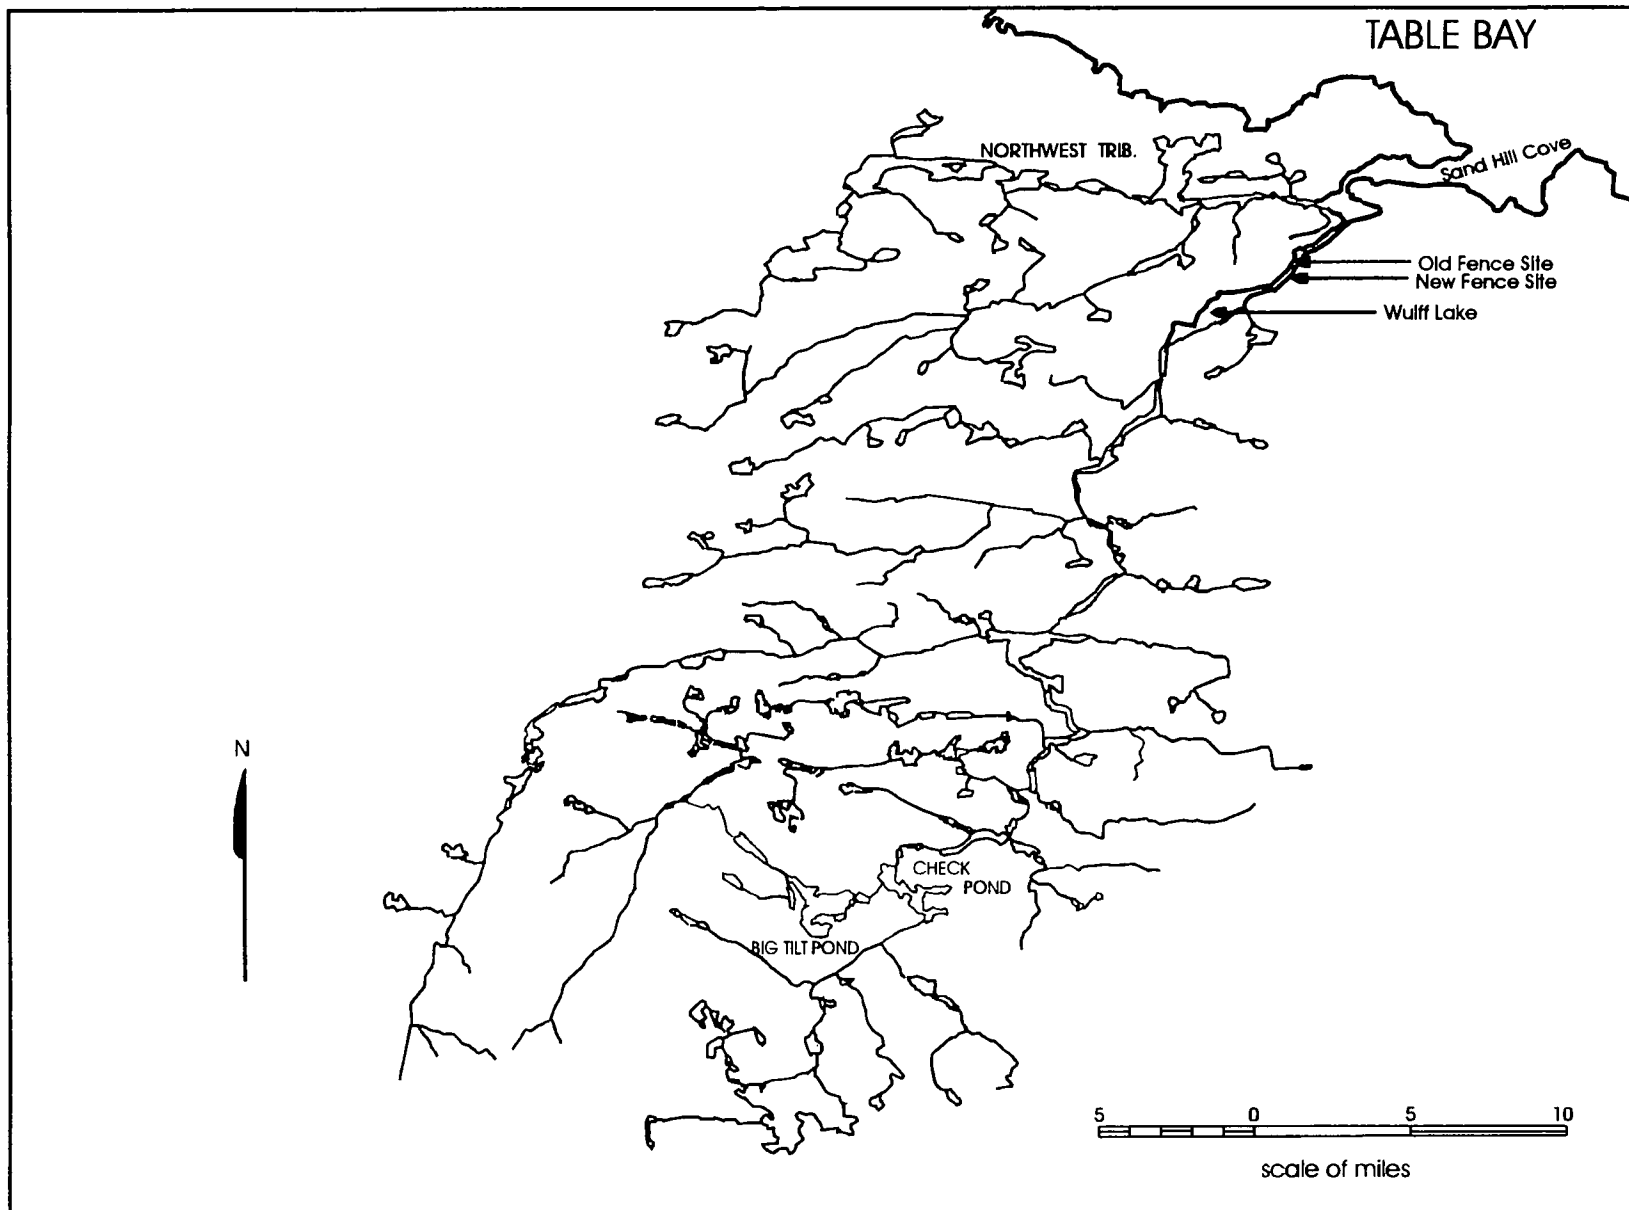 TABLE BAY
NORTHWEST TRIB.
Sand Hill Cove
Old Fence Site
New Fence Site
Wulff Lake
N
CHECK
POND
BIG TILT POND
5 0 5 10
scale of miles